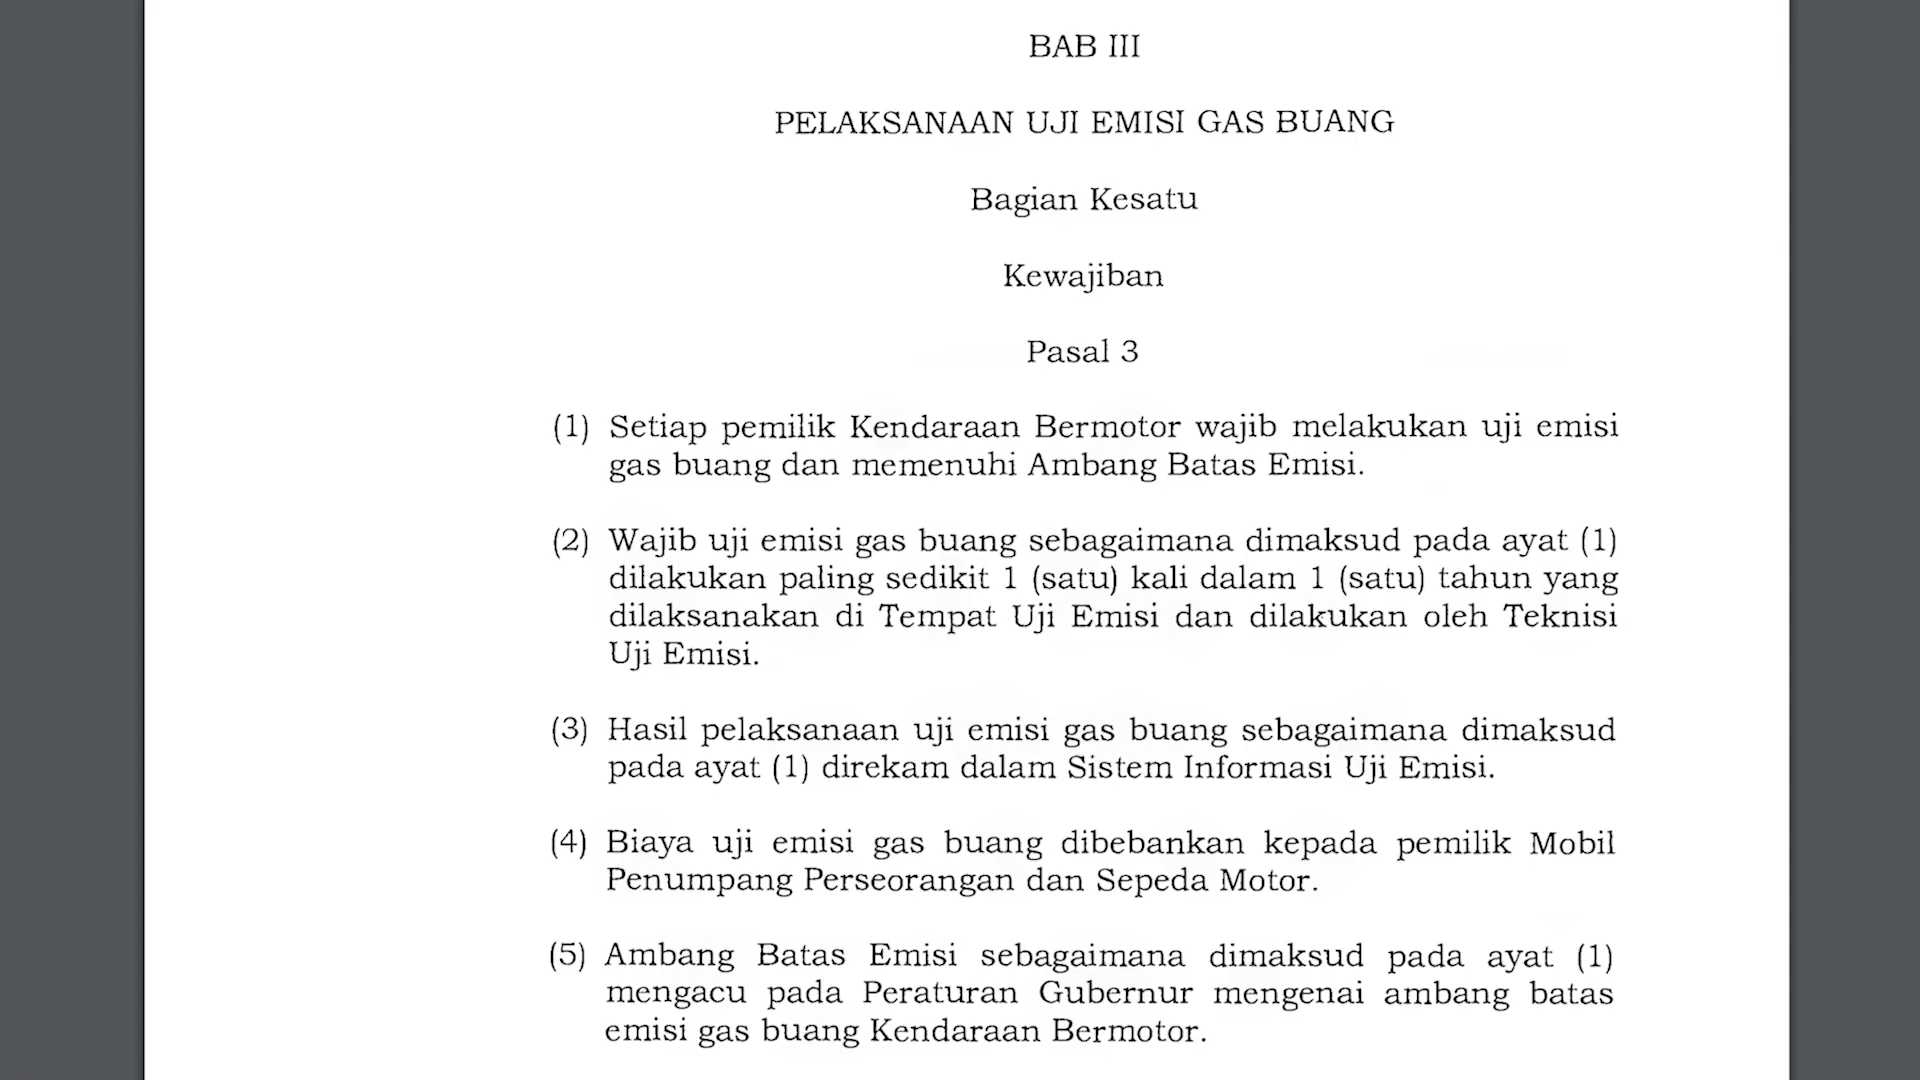 BAB III
PELAKSANAAN UJI EMISI GAS BUANG
Bagian Kesatu
Kewajiban
Pasal 3
(1) Setiap pemilik Kendaraan Bermotor wajib melakukan uji emisi
gas buang dan memenuhi Ambang Batas Emisi.
(2) Wajib uji emisi gas buang sebagaimana dimaksud pada ayat (1)
dilakukan paling sedikit 1 (satu) kali dalam 1 (satu) tahun yang
dilaksanakan di Tempat Uji Emisi dan dilakukan oleh Teknisi
Uji Emisi.
(3) Hasil pelaksanaan uji emisi gas buang sebagaimana dimaksud
pada ayat (1) direkam dalam Sistem Informasi Uji Emisi.
(4) Biaya uji emisi gas buang dibebankan kepada pemilik Mobil
Penumpang Perseorangan dan Sepeda Motor.
(5) Ambang Batas Emisi sebagaimana dimaksud pada ayat (1)
mengacu pada Peraturan Gubernur mengenai ambang batas
emisi gas buang Kendaraan Bermotor.